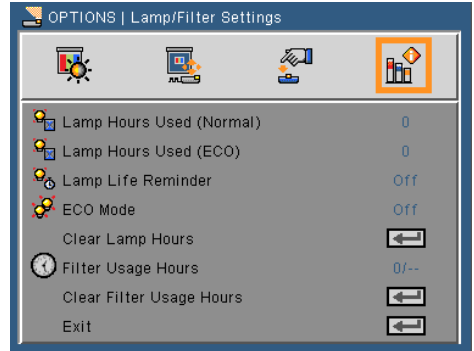 OPTIONS | Lamp/Filter Settings
Lamp Hours Used (Normal) 0
Lamp Hours Used (ECO) 0
Lamp Life Reminder Off
ECO Mode Off
Clear Lamp Hours
Filter Usage Hours 0/--
Clear Filter Usage Hours
Exit